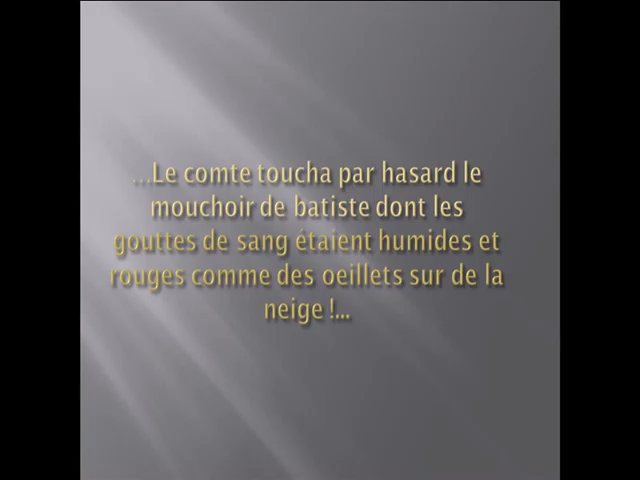 ...Le comte toucha par hasard le
mouchoir de batiste dont les
gouttes de sang étaient humides et
rouges comme des oeillets sur de la
neige !...